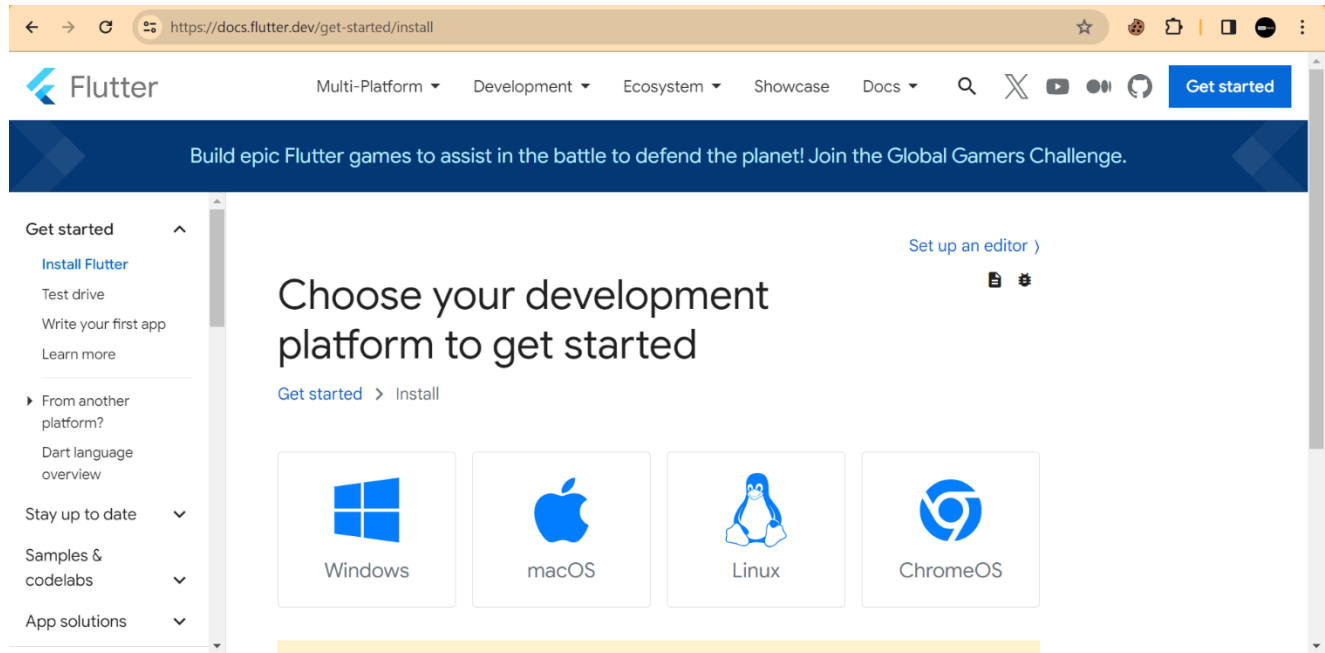 https://docs.flutter.dev/get-started/install
Flutter
Multi-Platform
Development
Ecosystem
Showcase
Docs
Get started
Build epic Flutter games to assist in the battle to defend the planet! Join the Global Gamers Challenge.
Get started
Install Flutter
Test drive
Write your first app
Learn more
From another
platform?
Dart language
overview
Stay up to date
Samples &
codelabs
App solutions
Set up an editor
Choose your development
platform to get started
Get started > Install
Windows
macOS
Linux
ChromeOS